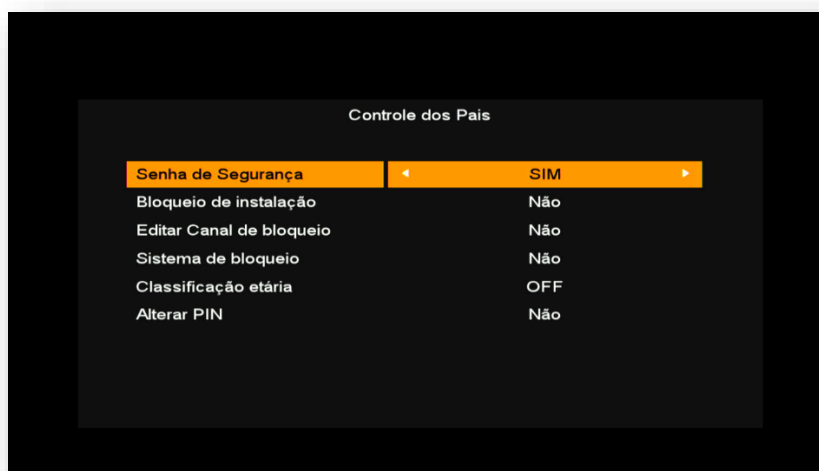 Controle dos Pais
Senha de Segurança SIM
Bloqueio de instalação Não
Editar Canal de bloqueio Não
Sistema de bloqueio Não
Classificação etária OFF
Alterar PIN Não